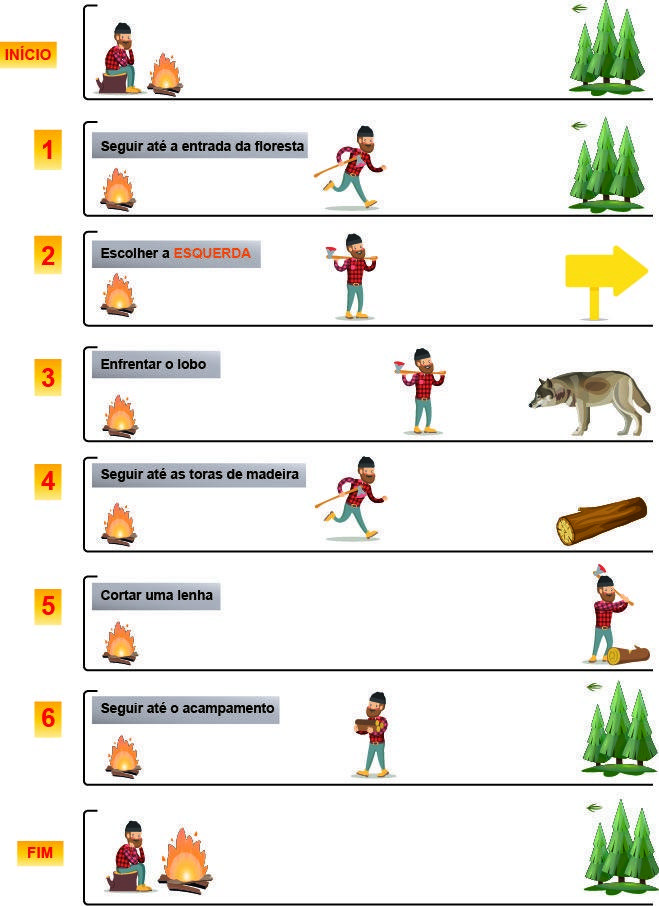 INÍCIO
1
Seguir até a entrada da floresta
2
Escolher a ESQUERDA
3
Enfrentar o lobo
4
Seguir até as toras de madeira
5
Cortar uma lenha
6
Seguir até o acampamento
FIM